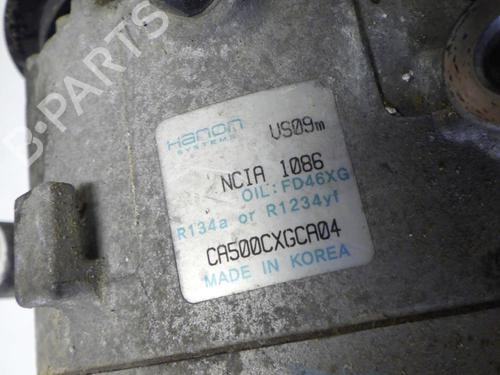 B-PARTS
Hanon VS09m
SYSTEMS
NCIA 1086
OIL:FD46XG
R134a or R1234yf
CA500CXGCA04
MADE IN KOREA